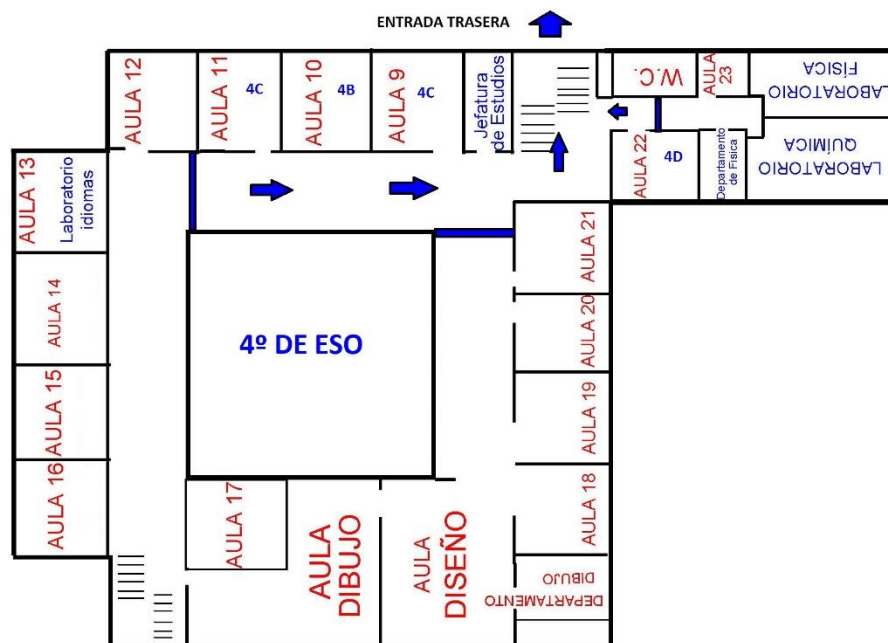 ENTRADA TRASERA
AULA 12
AULA 11
4C
AULA 10
4B
AULA 9
4C
Jefatura
de Estudios
W.C.
AULA
23
LABORATORIO
FÍSICA
AULA 22
4D
Departamento
de Física
LABORATORIO
QUÍMICA
AULA 13
Laboratorio
idiomas
AULA 14
AULA 15
AULA 16
4º DE ESO
AULA 21
AULA 20
AULA 19
AULA 18
AULA 17
AULA
DIBUJO
AULA
DISEÑO
DEPARTAMENTO
DIBUJO